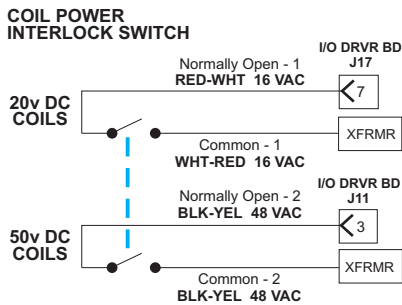 COIL POWER
INTERLOCK SWITCH
I/O DRVR BD
J17
Normally Open - 1
RED-WHT 16 VAC
7
20v DC
COILS
XFRMR
Common - 1
WHT-RED 16 VAC
I/O DRVR BD
J11
Normally Open - 2
BLK-YEL 48 VAC
3
50v DC
COILS
XFRMR
Common - 2
BLK-YEL 48 VAC